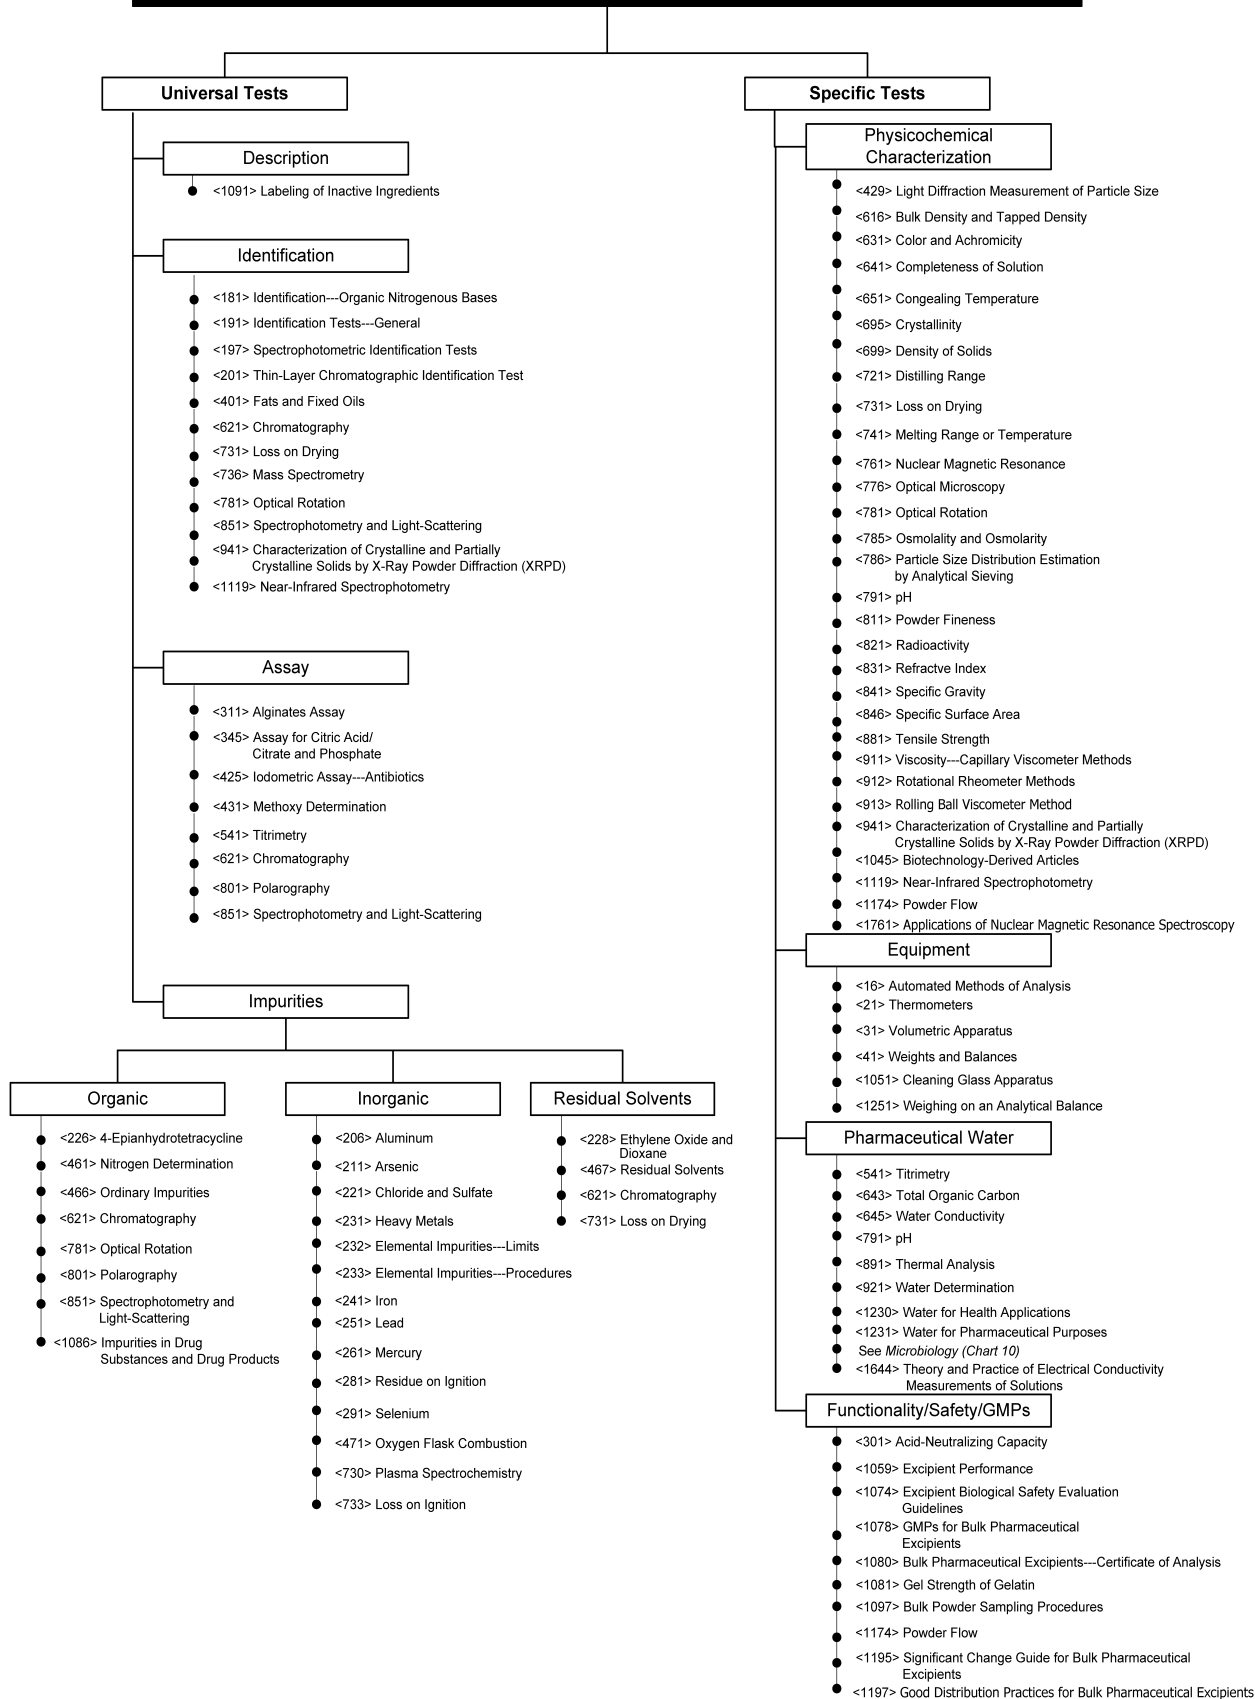 Universal Tests
Description
<1091> Labeling of Inactive Ingredients
Identification
<181> Identification---Organic Nitrogenous Bases
<191> Identification Tests---General
<197> Spectrophotometric Identification Tests
<201> Thin-Layer Chromatographic Identification Test
<401> Fats and Fixed Oils
<621> Chromatography
<731> Loss on Drying
<736> Mass Spectrometry
<781> Optical Rotation
<851> Spectrophotometry and Light-Scattering
<941> Characterization of Crystalline and Partially
Crystalline Solids by X-Ray Powder Diffraction (XRPD)
<1119> Near-Infrared Spectrophotometry
Assay
<311> Alginates Assay
<345> Assay for Citric Acid/
Citrate and Phosphate
<425> Iodometric Assay---Antibiotics
<431> Methoxy Determination
<541> Titrimetry
<621> Chromatography
<801> Polarography
<851> Spectrophotometry and Light-Scattering
Impurities
Organic
<226> 4-Epianhydrotetracycline
<461> Nitrogen Determination
<466> Ordinary Impurities
<621> Chromatography
<781> Optical Rotation
<801> Polarography
<851> Spectrophotometry and
Light-Scattering
<1086> Impurities in Drug
Substances and Drug Products
Inorganic
<206> Aluminum
<211> Arsenic
<221> Chloride and Sulfate
<231> Heavy Metals
<232> Elemental Impurities---Limits
<233> Elemental Impurities---Procedures
<241> Iron
<251> Lead
<261> Mercury
<281> Residue on Ignition
<291> Selenium
<471> Oxygen Flask Combustion
<730> Plasma Spectrochemistry
<733> Loss on Ignition
Residual Solvents
<228> Ethylene Oxide and
Dioxane
<467> Residual Solvents
<621> Chromatography
<731> Loss on Drying
Specific Tests
Physicochemical
Characterization
<429> Light Diffraction Measurement of Particle Size
<616> Bulk Density and Tapped Density
<631> Color and Achromicity
<641> Completeness of Solution
<651> Congealing Temperature
<695> Crystallinity
<699> Density of Solids
<721> Distilling Range
<731> Loss on Drying
<741> Melting Range or Temperature
<761> Nuclear Magnetic Resonance
<776> Optical Microscopy
<781> Optical Rotation
<785> Osmolality and Osmolarity
<786> Particle Size Distribution Estimation
by Analytical Sieving
<791> pH
<811> Powder Fineness
<821> Radioactivity
<831> Refractve Index
<841> Specific Gravity
<846> Specific Surface Area
<881> Tensile Strength
<911> Viscosity---Capillary Viscometer Methods
<912> Rotational Rheometer Methods
<913> Rolling Ball Viscometer Method
<941> Characterization of Crystalline and Partially
Crystalline Solids by X-Ray Powder Diffraction (XRPD)
<1045> Biotechnology-Derived Articles
<1119> Near-Infrared Spectrophotometry
<1174> Powder Flow
<1761> Applications of Nuclear Magnetic Resonance Spectroscopy
Equipment
<16> Automated Methods of Analysis
<21> Thermometers
<31> Volumetric Apparatus
<41> Weights and Balances
<1051> Cleaning Glass Apparatus
<1251> Weighing on an Analytical Balance
Pharmaceutical Water
<541> Titrimetry
<643> Total Organic Carbon
<645> Water Conductivity
<791> pH
<891> Thermal Analysis
<921> Water Determination
<1230> Water for Health Applications
<1231> Water for Pharmaceutical Purposes
See Microbiology (Chart 10)
<1644> Theory and Practice of Electrical Conductivity
Measurements of Solutions
Functionality/Safety/GMPs
<301> Acid-Neutralizing Capacity
<1059> Excipient Performance
<1074> Excipient Biological Safety Evaluation
Guidelines
<1078> GMPs for Bulk Pharmaceutical
Excipients
<1080> Bulk Pharmaceutical Excipients---Certificate of Analysis
<1081> Gel Strength of Gelatin
<1097> Bulk Powder Sampling Procedures
<1174> Powder Flow
<1195> Significant Change Guide for Bulk Pharmaceutical
Excipients
<1197> Good Distribution Practices for Bulk Pharmaceutical Excipients